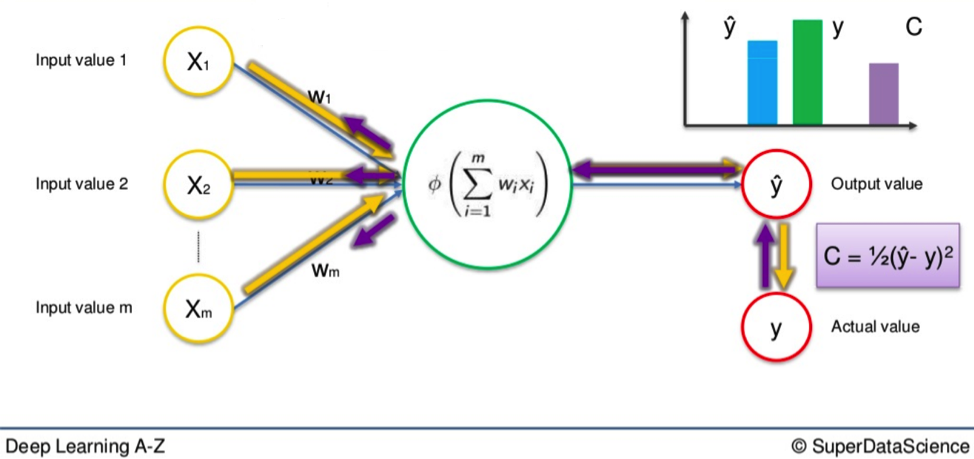 Input value 1
X₁
W₁
ŷ
y
C
Input value 2
X₂
W₂
ϕ(∑ᵢ₌₁ᵐ wᵢxᵢ)
ŷ
Output value
C = ½(ŷ- y)²
Input value m
Xₘ
Wₘ
y
Actual value
Deep Learning A-Z
© SuperDataScience